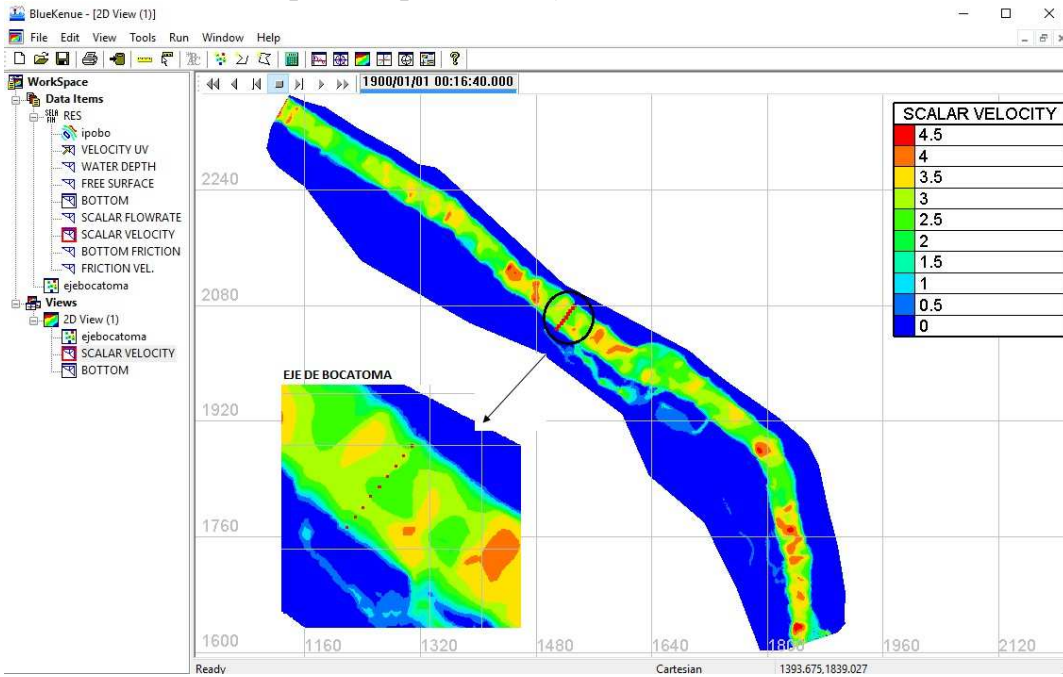 BlueKenue - [2D View (1)]
File Edit View Tools Run Window Help
WorkSpace
Data Items
RES
ipobo
VELOCITY UV
WATER DEPTH
FREE SURFACE
BOTTOM
SCALAR FLOWRATE
SCALAR VELOCITY
BOTTOM FRICTION
FRICTION VEL.
ejebocatoma
Views
2D View (1)
ejebocatoma
SCALAR VELOCITY
BOTTOM
1900/01/01 00:16:40.000
SCALAR VELOCITY
4.5
4
3.5
3
2.5
2
1.5
1
0.5
0
2240
2080
1920
1760
1600
EJE DE BOCATOMA
1160 1320 1480 1640 1800 1960 2120
Ready Cartesian 1393.675,1839.027